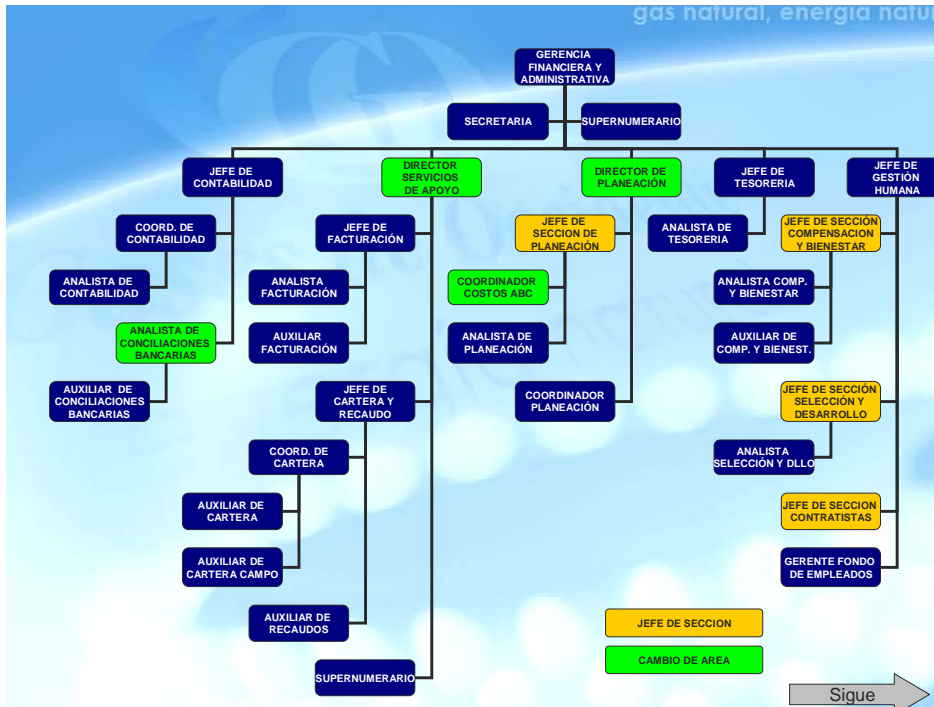 gas natural, energía natur
GERENCIA
FINANCIERA Y
ADMINISTRATIVA
SECRETARIA
SUPERNUMERARIO
JEFE DE
CONTABILIDAD
DIRECTOR
SERVICIOS
DE APOYO
DIRECTOR DE
PLANEACIÓN
JEFE DE
TESORERIA
JEFE DE
GESTIÓN
HUMANA
COORD. DE
CONTABILIDAD
JEFE DE
FACTURACIÓN
JEFE DE
SECCION DE
PLANEACIÓN
ANALISTA DE
TESORERIA
JEFE DE SECCIÓN
COMPENSACION
Y BIENESTAR
ANALISTA DE
CONTABILIDAD
ANALISTA
FACTURACIÓN
COORDINADOR
COSTOS ABC
ANALISTA COMP.
Y BIENESTAR
ANALISTA DE
CONCILIACIONES
BANCARIAS
AUXILIAR
FACTURACIÓN
ANALISTA DE
PLANEACIÓN
AUXILIAR DE
COMP. Y BIENEST.
AUXILIAR DE
CONCILIACIONES
BANCARIAS
JEFE DE
CARTERA Y
RECAUDO
COORDINADOR
PLANEACIÓN
JEFE DE SECCIÓN
SELECCIÓN Y
DESARROLLO
COORD. DE
CARTERA
ANALISTA
SELECCIÓN Y DLLO
AUXILIAR DE
CARTERA
JEFE DE SECCION
CONTRATISTAS
AUXILIAR DE
CARTERA CAMPO
GERENTE FONDO
DE EMPLEADOS
AUXILIAR DE
RECAUDOS
JEFE DE SECCION
CAMBIO DE AREA
SUPERNUMERARIO
Sigue